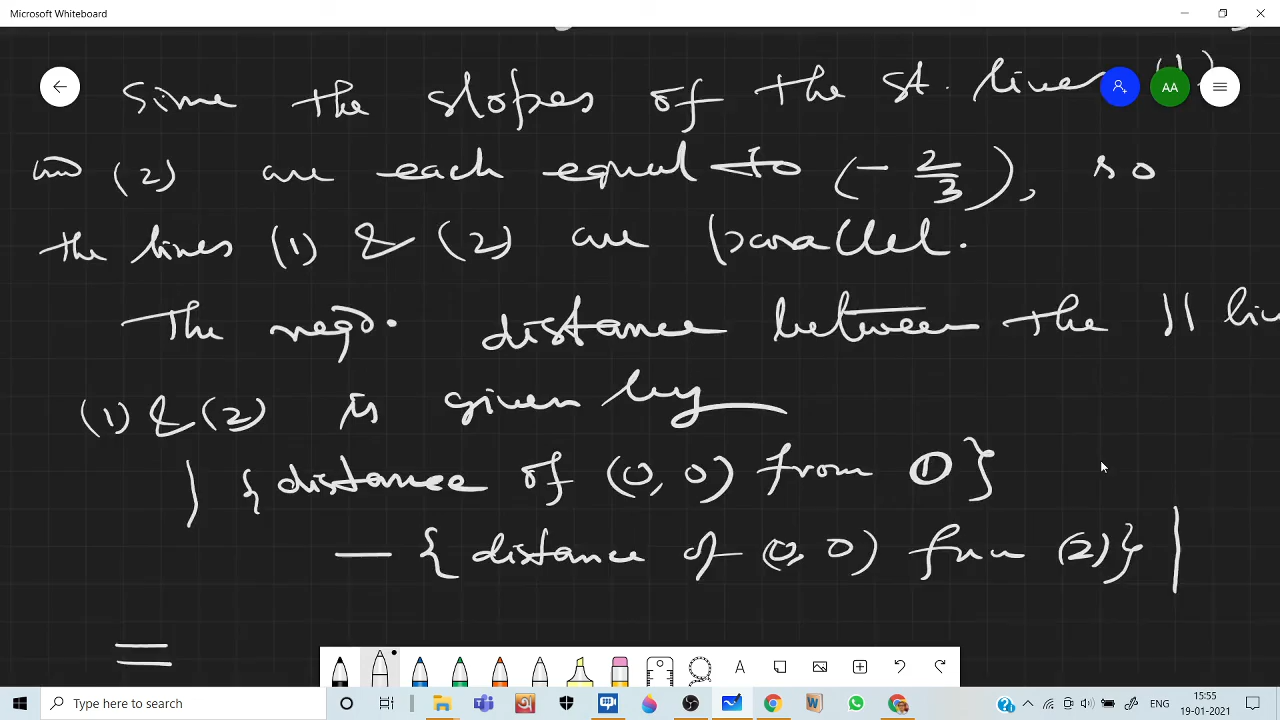 Microsoft Whiteboard
Since the slopes of the st. lines (1)
AA
and (2) are each equal to (- 2/3), so
the lines (1) & (2) are parallel.
The reqd. distance between the || lin
(1) & (2) is given by
| {distance of (0, 0) from ①}
— {distance of (0, 0) from (2)} |
=
A
Type here to search
ENG
15:55
19-01-2021